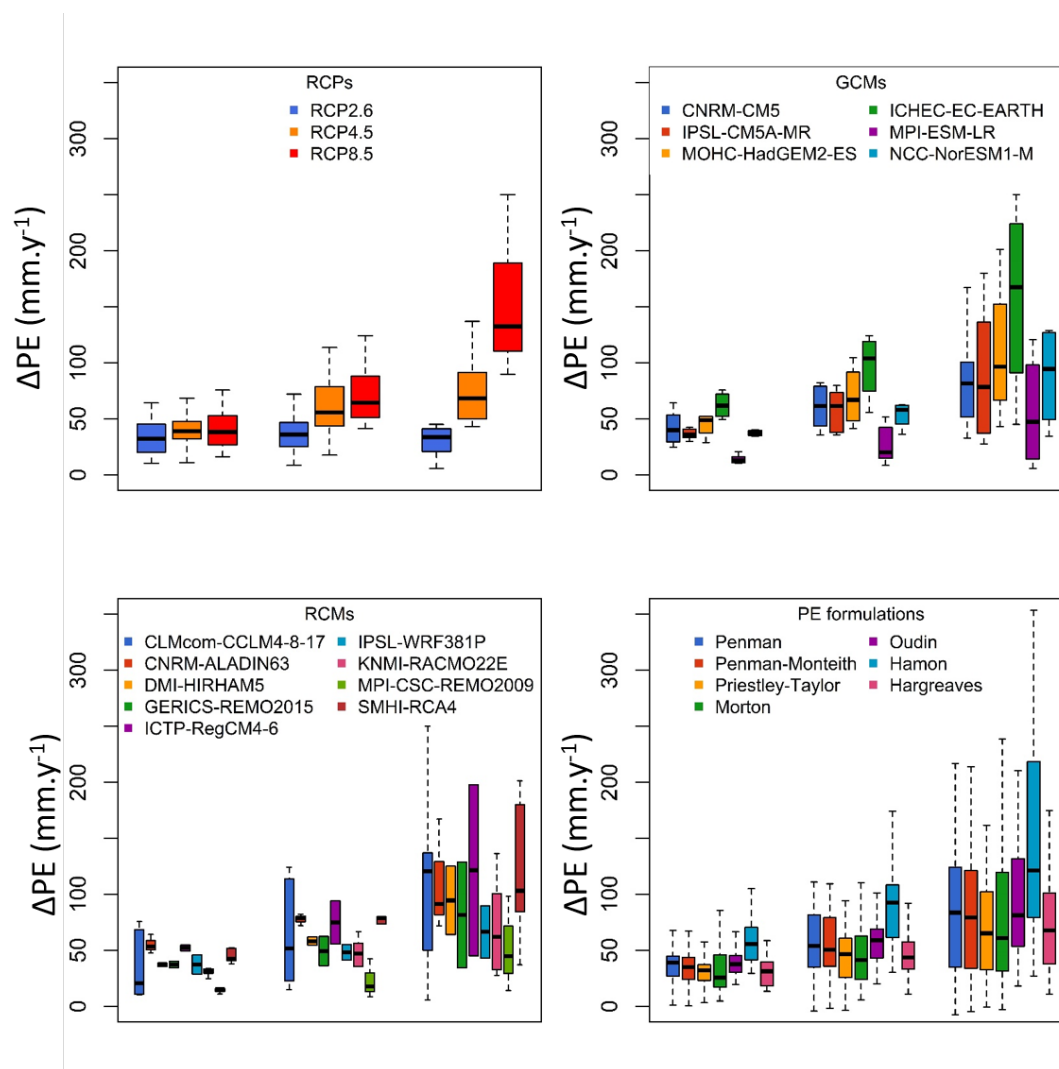 RCPs
RCP2.6
RCP4.5
RCP8.5
ΔPE (mm.y⁻¹)
0 50 100 200 300
GCMs
CNRM-CM5 ICHEC-EC-EARTH
IPSL-CM5A-MR MPI-ESM-LR
MOHC-HadGEM2-ES NCC-NorESM1-M
ΔPE (mm.y⁻¹)
0 50 100 200 300
RCMs
CLMcom-CCLM4-8-17 IPSL-WRF381P
CNRM-ALADIN63 KNMI-RACMO22E
DMI-HIRHAM5 MPI-CSC-REMO2009
GERICS-REMO2015 SMHI-RCA4
ICTP-RegCM4-6
ΔPE (mm.y⁻¹)
0 50 100 200 300
PE formulations
Penman Oudin
Penman-Monteith Hamon
Priestley-Taylor Hargreaves
Morton
ΔPE (mm.y⁻¹)
0 50 100 200 300